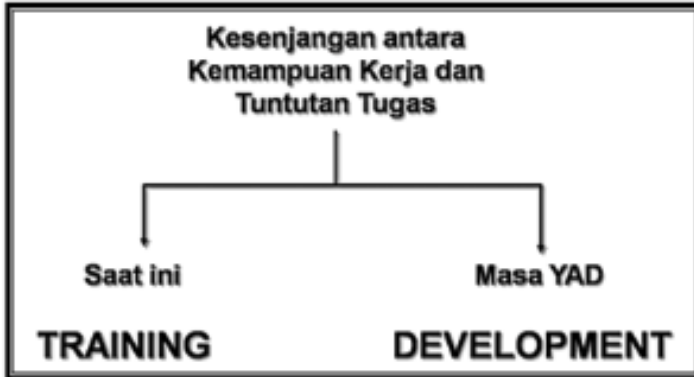 Kesenjangan antara
Kemampuan Kerja dan
Tuntutan Tugas
Saat ini
Masa YAD
TRAINING
DEVELOPMENT